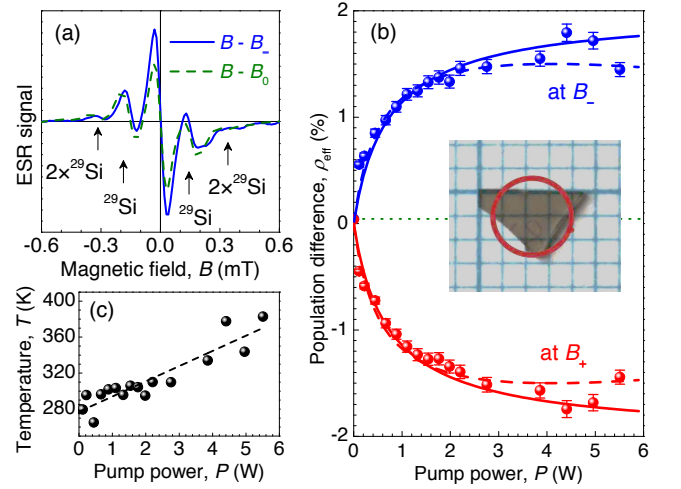 (a)
B - B₋
B - B₀
ESR signal
2×²⁹Si
²⁹Si
²⁹Si
2×²⁹Si
-0.6 -0.3 0.0 0.3 0.6
Magnetic field, B (mT)
(c)
Temperature, T (K)
400
360
320
280
0 1 2 3 4 5 6
Pump power, P (W)
(b)
Population difference, ρeff (%)
2
1
0
-1
-2
at B₋
at B₊
0 1 2 3 4 5 6
Pump power, P (W)